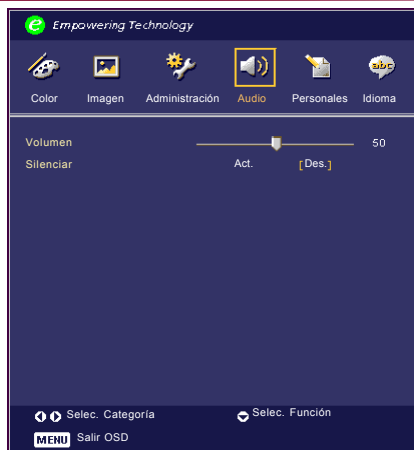 e Empowering Technology
Color Imagen Administración Audio Personales Idioma
abc
Volumen 50
Silenciar Act. [Des.]
Selec. Categoría Selec. Función
MENU Salir OSD